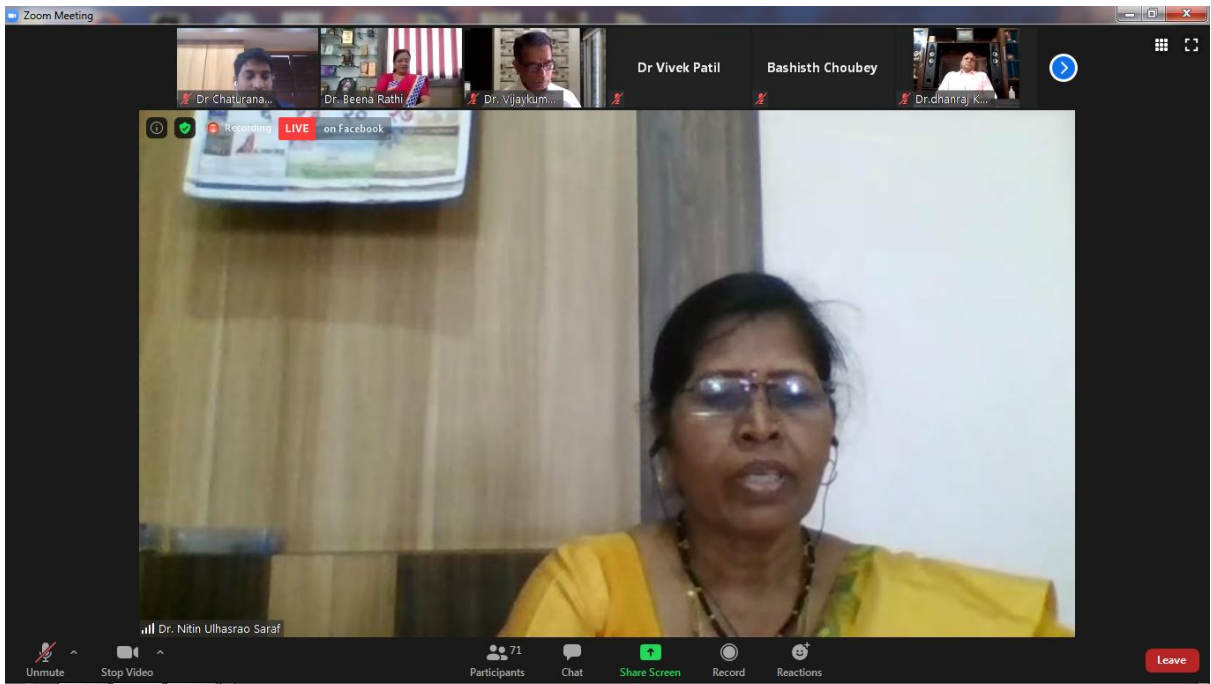 Zoom Meeting
Dr Chaturana...
Dr. Beena Rathi
Dr. Vijaykum...
Dr Vivek Patil
Bashisth Choubey
Dr.dhanraj K...
Recording LIVE on Facebook
Dr. Nitin Ulhasrao Saraf
71
Unmute Stop Video Participants Chat Share Screen Record Reactions Leave